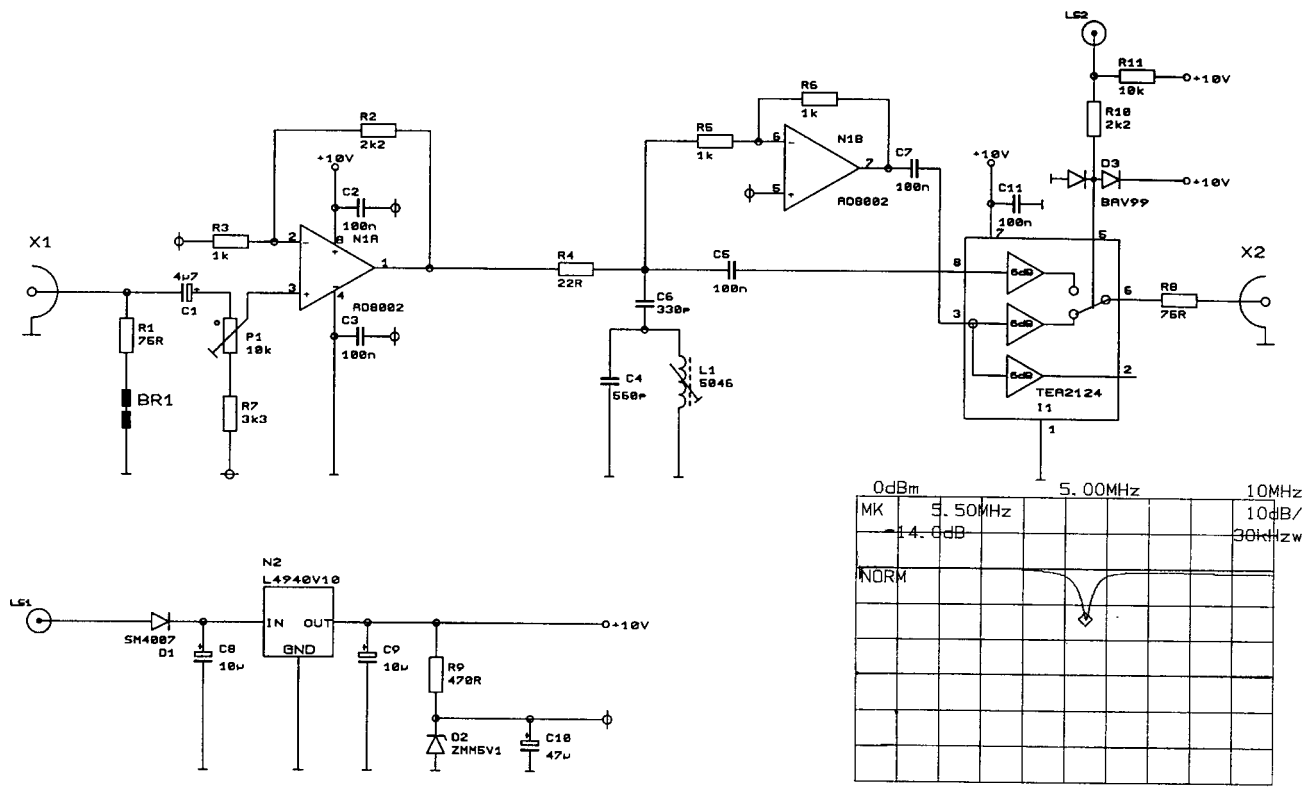 LS2
R11
10k
+10V
R10
2k2
D3
+10V
BAV99
R6
1k
R5
1k
6
-
N1B
7
5
+
AD8002
C7
100n
+10V
C11
100n
7
5
R2
2k2
+10V
C2
100n
N1A
R3
1k
2
-
8
+
1
3
+
-
4
AD8002
C3
100n
X1
4µ7
+
C1
R1
75R
P1
10k
BR1
R7
3k3
R4
22R
C5
100n
C6
330p
C4
560p
L1
5046
8
6dB
3
6dB
6dB
6
2
TEA2124
I1
1
R8
75R
X2
0dBm 5.00MHz 10MHz
MK 5.50MHz 10dB/
-14.0dB 30kHzw
NORM
LS1
SM4007
D1
C8
10µ
N2
L4940V10
IN OUT
GND
C9
10µ
+10V
R9
470R
D2
ZMM5V1
C10
47µ